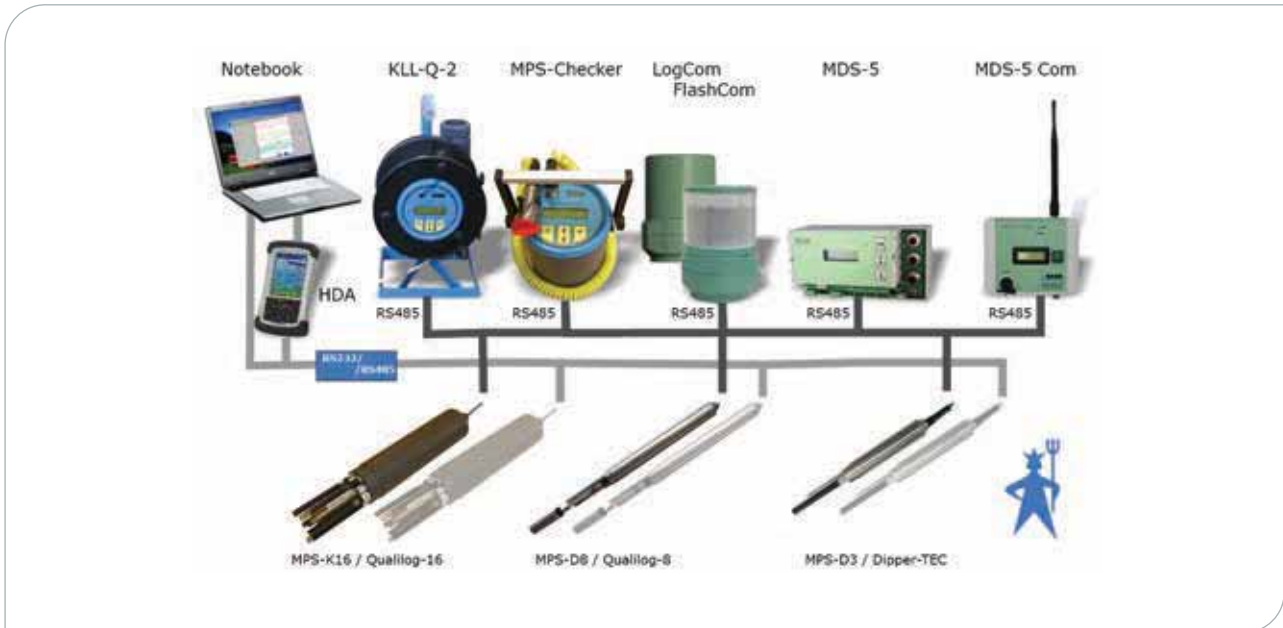 Notebook
KLL-Q-2
MPS-Checker
LogCom
FlashCom
MDS-5
MDS-5 Com
HDA
RS485
RS485
RS485
RS485
RS485
RS232/
/RS485
MPS-K16 / Qualilog-16
MPS-D8 / Qualilog-8
MPS-D3 / Dipper-TEC